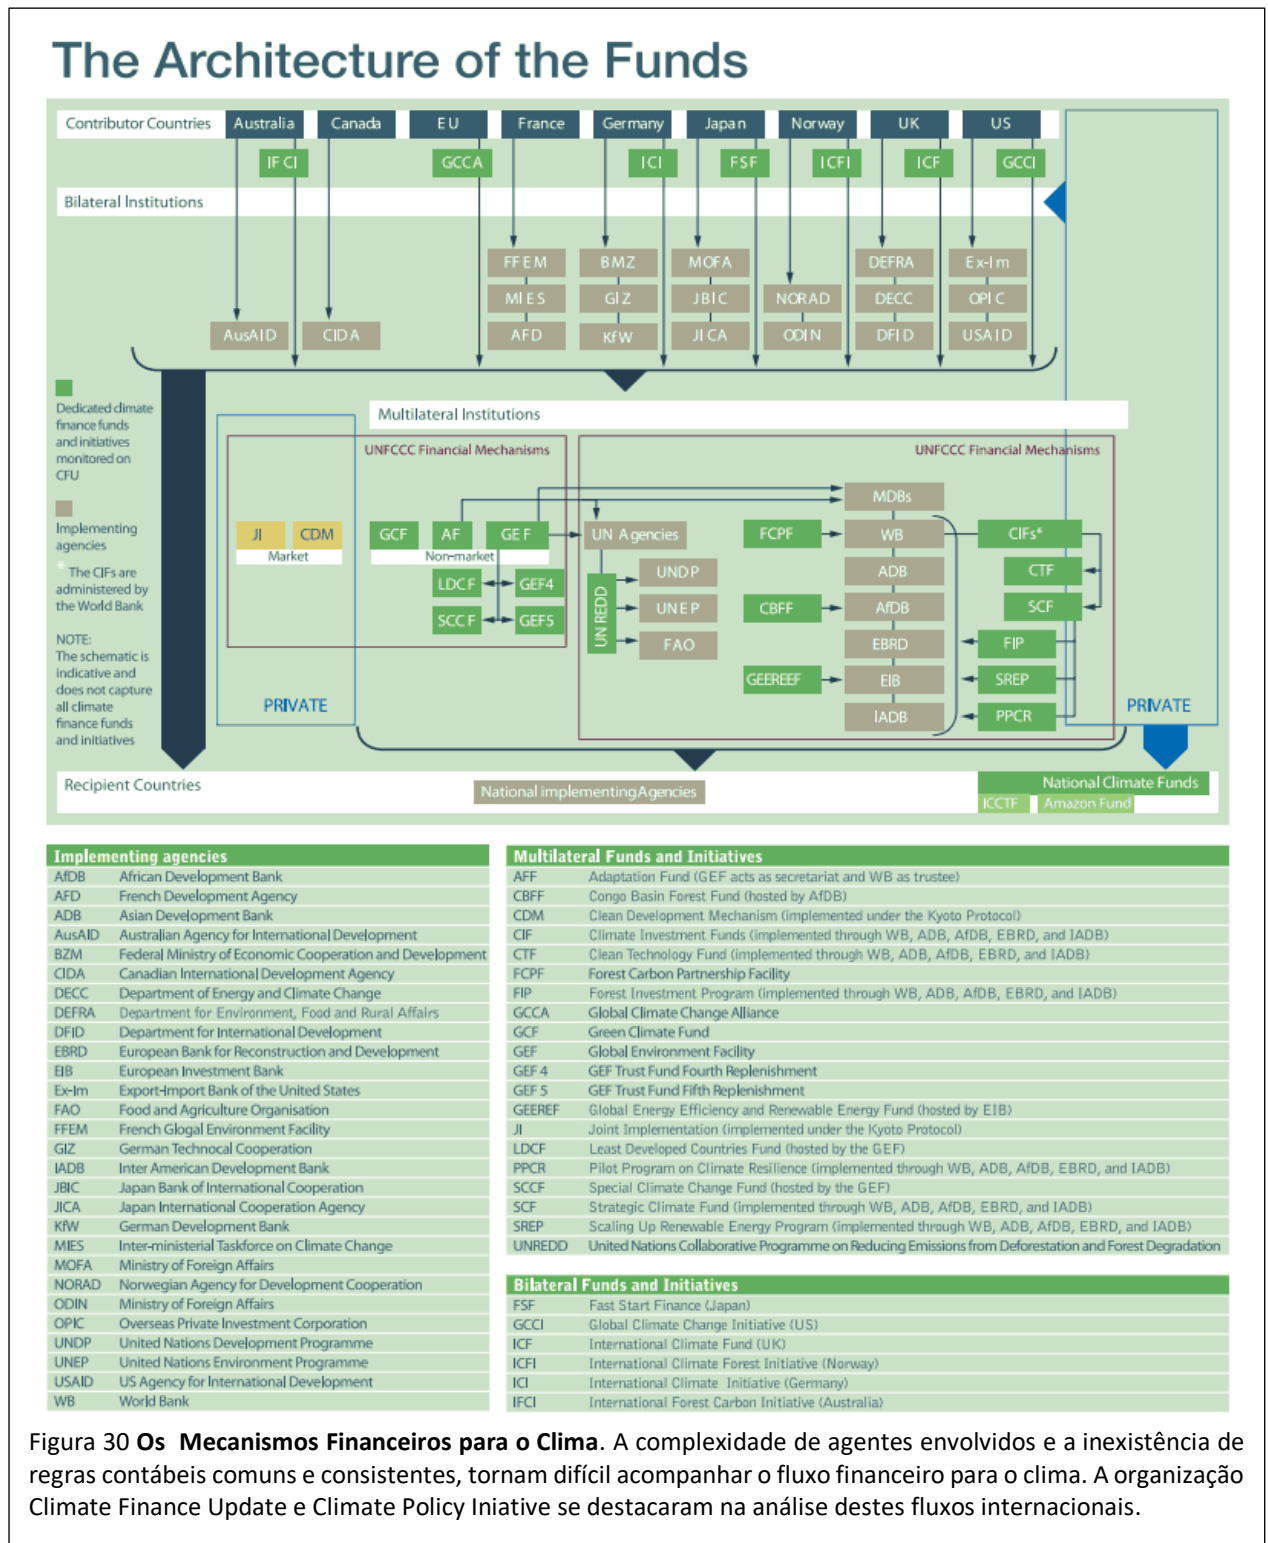 The Architecture of the Funds
Contributor Countries Australia Canada EU France Germany Japan Norway UK US
IFCI GCCA ICI FSF ICFI ICF GCCI
Bilateral Institutions
FFEM BMZ MOFA DEFRA Ex-Im
MIES GIZ JBIC NORAD DECC OPIC
AusAID CIDA AFD KfW JICA ODIN DFID USAID
Dedicated climate
finance funds
and initiatives
monitored on
CFU
Implementing
agencies
* The CIFs are
administered by
the World Bank
NOTE:
The schematic is
indicative and
does not capture
all climate
finance funds
and initiatives
Multilateral Institutions
UNFCCC Financial Mechanisms UNFCCC Financial Mechanisms
MDBs
JI CDM GCF AF GEF UN Agencies FCPF WB CIFs*
Market Non-market
LDCF GEF4 UNDP ADB CTF
SCCF GEF5 UN REDD UNEP CBFF AfDB SCF
FAO EBRD FIP
GEEREEF EIB SREP
PRIVATE IADB PPCR PRIVATE
Recipient Countries National implementing Agencies National Climate Funds
ICCTF Amazon Fund
Implementing agencies
AfDB African Development Bank
AFD French Development Agency
ADB Asian Development Bank
AusAID Australian Agency for International Development
BZM Federal Ministry of Economic Cooperation and Development
CIDA Canadian International Development Agency
DECC Department of Energy and Climate Change
DEFRA Department for Environment, Food and Rural Affairs
DFID Department for International Development
EBRD European Bank for Reconstruction and Development
EIB European Investment Bank
Ex-Im Export-Import Bank of the United States
FAO Food and Agriculture Organisation
FFEM French Glogal Environment Facility
GIZ German Technocal Cooperation
IADB Inter American Development Bank
JBIC Japan Bank of International Cooperation
JICA Japan International Cooperation Agency
KfW German Development Bank
MIES Inter-ministerial Taskforce on Climate Change
MOFA Ministry of Foreign Affairs
NORAD Norwegian Agency for Development Cooperation
ODIN Ministry of Foreign Affairs
OPIC Overseas Private Investment Corporation
UNDP United Nations Development Programme
UNEP United Nations Environment Programme
USAID US Agency for International Development
WB World Bank
Multilateral Funds and Initiatives
AFF Adaptation Fund (GEF acts as secretariat and WB as trustee)
CBFF Congo Basin Forest Fund (hosted by AfDB)
CDM Clean Development Mechanism (implemented under the Kyoto Protocol)
CIF Climate Investment Funds (implemented through WB, ADB, AfDB, EBRD, and IADB)
CTF Clean Technology Fund (implemented through WB, ADB, AfDB, EBRD, and IADB)
FCPF Forest Carbon Partnership Facility
FIP Forest Investment Program (implemented through WB, ADB, AfDB, EBRD, and IADB)
GCCA Global Climate Change Alliance
GCF Green Climate Fund
GEF Global Environment Facility
GEF 4 GEF Trust Fund Fourth Replenishment
GEF 5 GEF Trust Fund Fifth Replenishment
GEEREF Global Energy Efficiency and Renewable Energy Fund (hosted by EIB)
JI Joint Implementation (implemented under the Kyoto Protocol)
LDCF Least Developed Countries Fund (hosted by the GEF)
PPCR Pilot Program on Climate Resilience (implemented through WB, ADB, AfDB, EBRD, and IADB)
SCCF Special Climate Change Fund (hosted by the GEF)
SCF Strategic Climate Fund (implemented through WB, ADB, AfDB, EBRD, and IADB)
SREP Scaling Up Renewable Energy Program (implemented through WB, ADB, AfDB, EBRD, and IADB)
UNREDD United Nations Collaborative Programme on Reducing Emissions from Deforestation and Forest Degradation
Bilateral Funds and Initiatives
FSF Fast Start Finance (Japan)
GCCI Global Climate Change Initiative (US)
ICF International Climate Fund (UK)
ICFI International Climate Forest Initiative (Norway)
ICI International Climate Initiative (Germany)
IFCI International Forest Carbon Initiative (Australia)
Figura 30 Os Mecanismos Financeiros para o Clima. A complexidade de agentes envolvidos e a inexistência de
regras contábeis comuns e consistentes, tornam difícil acompanhar o fluxo financeiro para o clima. A organização
Climate Finance Update e Climate Policy Iniative se destacaram na análise destes fluxos internacionais.